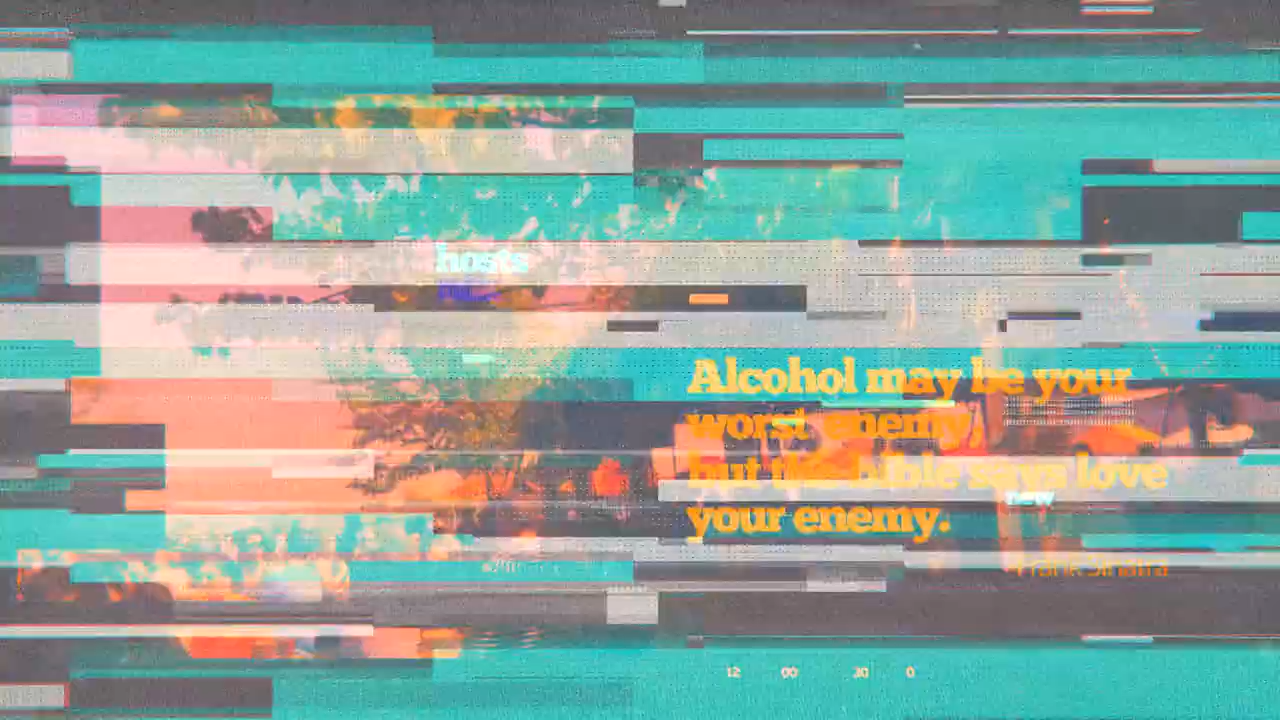 hosts
Alcohol may be your
worst enemy,
but the bible says love
new
your enemy.
-Frank Sinatra
12 00 30 0